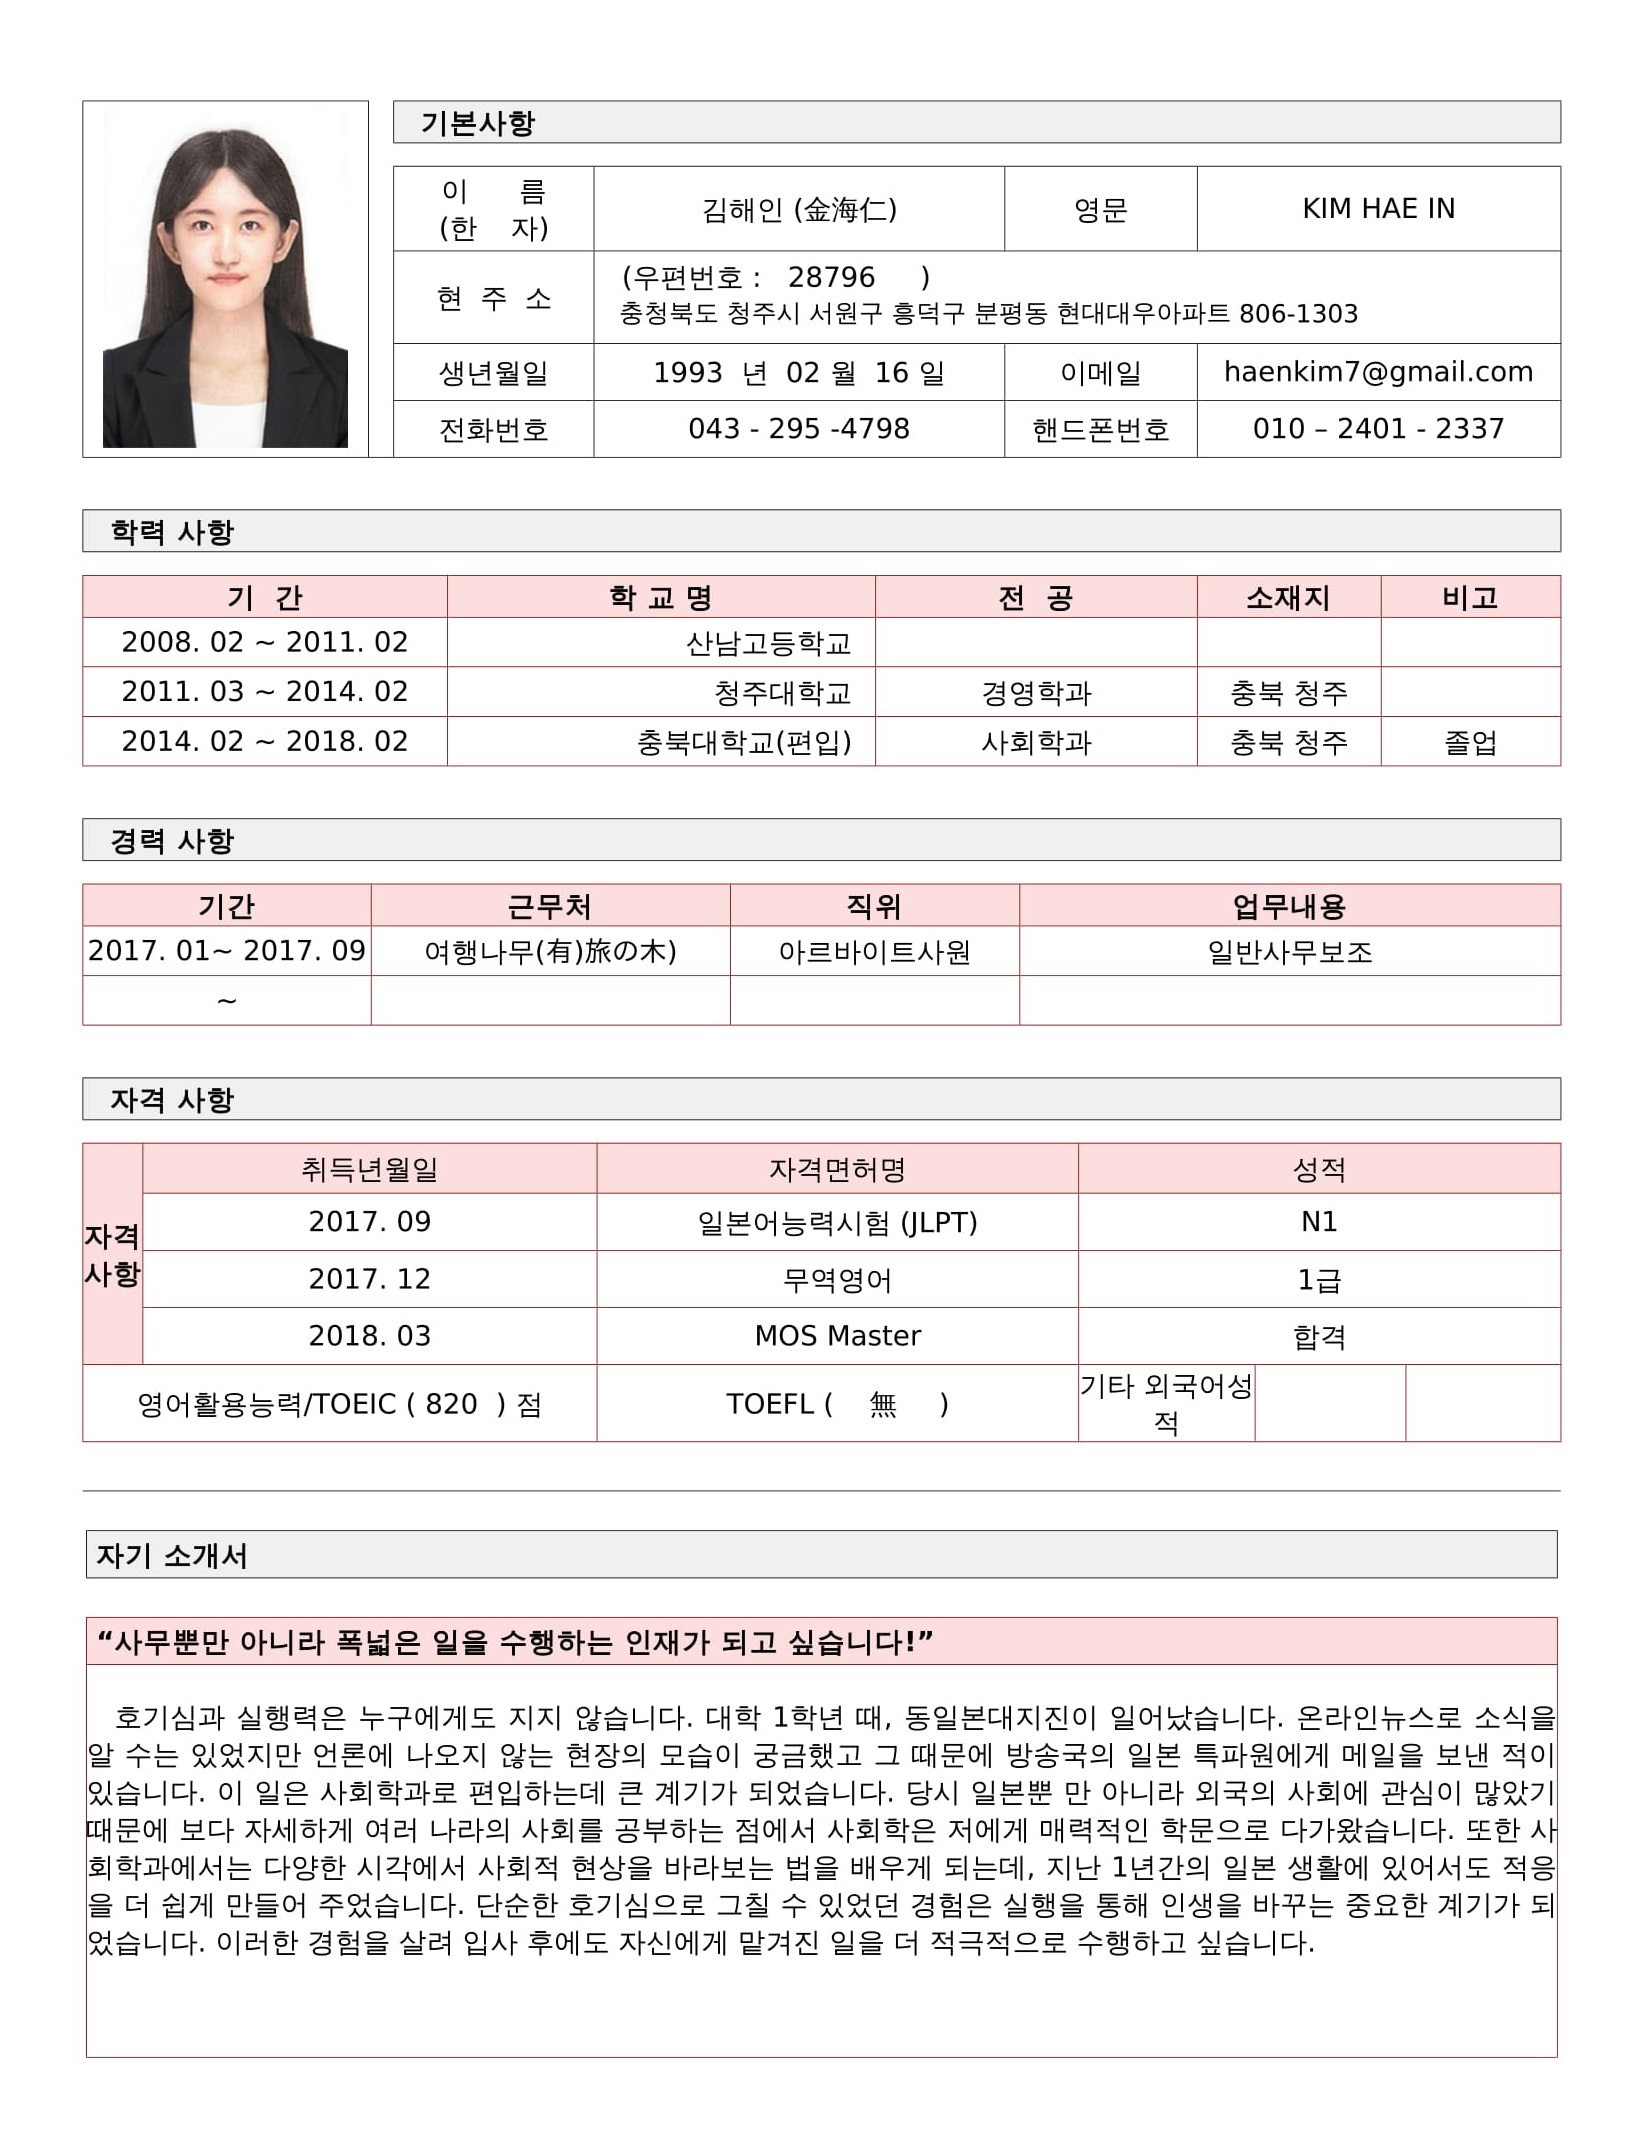 기본사항
이 름
(한 자)
김해인 (金海仁)
영문
KIM HAE IN
현 주 소
(우편번호 : 28796 )
충청북도 청주시 서원구 흥덕구 분평동 현대대우아파트 806-1303
생년월일
1993 년 02 월 16 일
이메일
haenkim7@gmail.com
전화번호
043 - 295 -4798
핸드폰번호
010 – 2401 - 2337
학력 사항
기 간 학 교 명 전 공 소재지 비고
2008. 02 ~ 2011. 02 산남고등학교
2011. 03 ~ 2014. 02 청주대학교 경영학과 충북 청주
2014. 02 ~ 2018. 02 충북대학교(편입) 사회학과 충북 청주 졸업
경력 사항
기간 근무처 직위 업무내용
2017. 01~ 2017. 09 여행나무(有)旅の木) 아르바이트사원 일반사무보조
~
자격 사항
자격
사항
취득년월일 자격면허명 성적
2017. 09 일본어능력시험 (JLPT) N1
2017. 12 무역영어 1급
2018. 03 MOS Master 합격
영어활용능력/TOEIC ( 820 ) 점 TOEFL ( 無 )
기타 외국어성
적
자기 소개서
“사무뿐만 아니라 폭넓은 일을 수행하는 인재가 되고 싶습니다!”
호기심과 실행력은 누구에게도 지지 않습니다. 대학 1학년 때, 동일본대지진이 일어났습니다. 온라인뉴스로 소식을
알 수는 있었지만 언론에 나오지 않는 현장의 모습이 궁금했고 그 때문에 방송국의 일본 특파원에게 메일을 보낸 적이
있습니다. 이 일은 사회학과로 편입하는데 큰 계기가 되었습니다. 당시 일본뿐 만 아니라 외국의 사회에 관심이 많았기
때문에 보다 자세하게 여러 나라의 사회를 공부하는 점에서 사회학은 저에게 매력적인 학문으로 다가왔습니다. 또한 사
회학과에서는 다양한 시각에서 사회적 현상을 바라보는 법을 배우게 되는데, 지난 1년간의 일본 생활에 있어서도 적응
을 더 쉽게 만들어 주었습니다. 단순한 호기심으로 그칠 수 있었던 경험은 실행을 통해 인생을 바꾸는 중요한 계기가 되
었습니다. 이러한 경험을 살려 입사 후에도 자신에게 맡겨진 일을 더 적극적으로 수행하고 싶습니다.